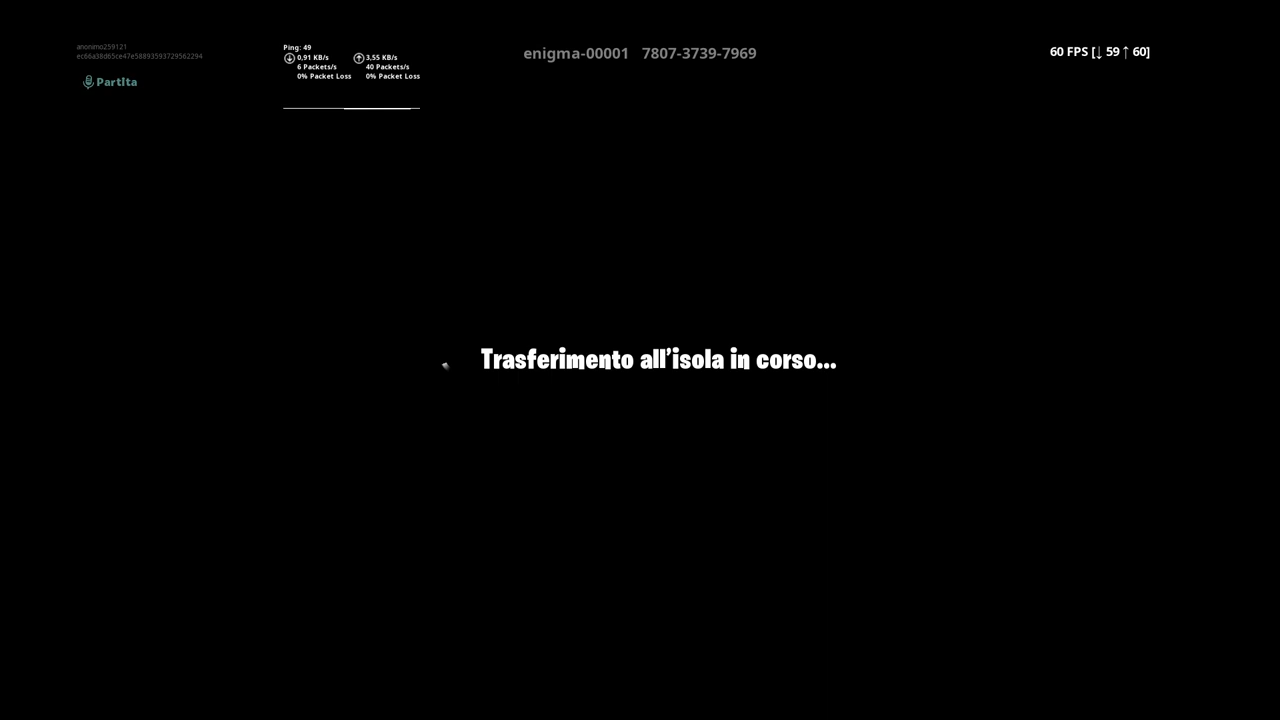 anonimo259121
ec66a38d65ce47e58893593729562294
Partita
Ping: 49
0,91 KB/s 3,55 KB/s
6 Packets/s 40 Packets/s
0% Packet Loss 0% Packet Loss
enigma-00001 7807-3739-7969
60 FPS [↓ 59 ↑ 60]
Trasferimento all'isola in corso...